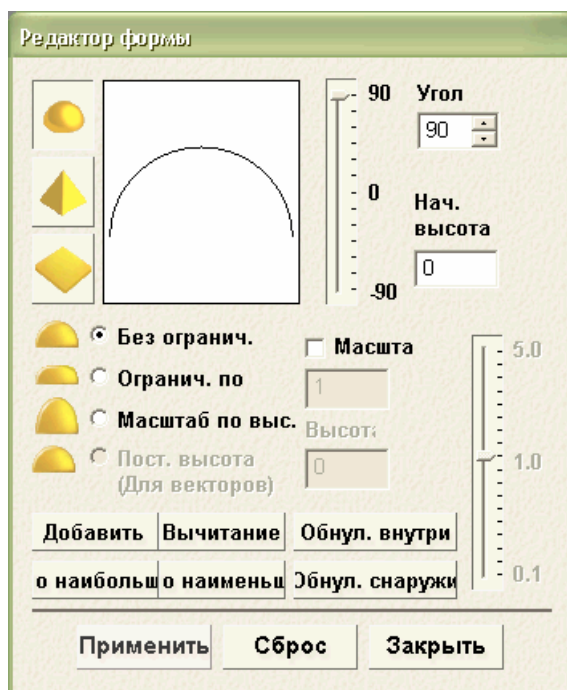 Редактор формы
90
Угол
90
0
Нач.
высота
0
-90
Без огранич.
Масшта
5.0
Огранич. по
1
Масштаб по выс.
Высота
Пост. высота
1.0
(Для векторов)
0
Добавить Вычитание Обнул. внутри
о наибольш о наименьш Обнул. снаружи
0.1
Применить Сброс Закрыть